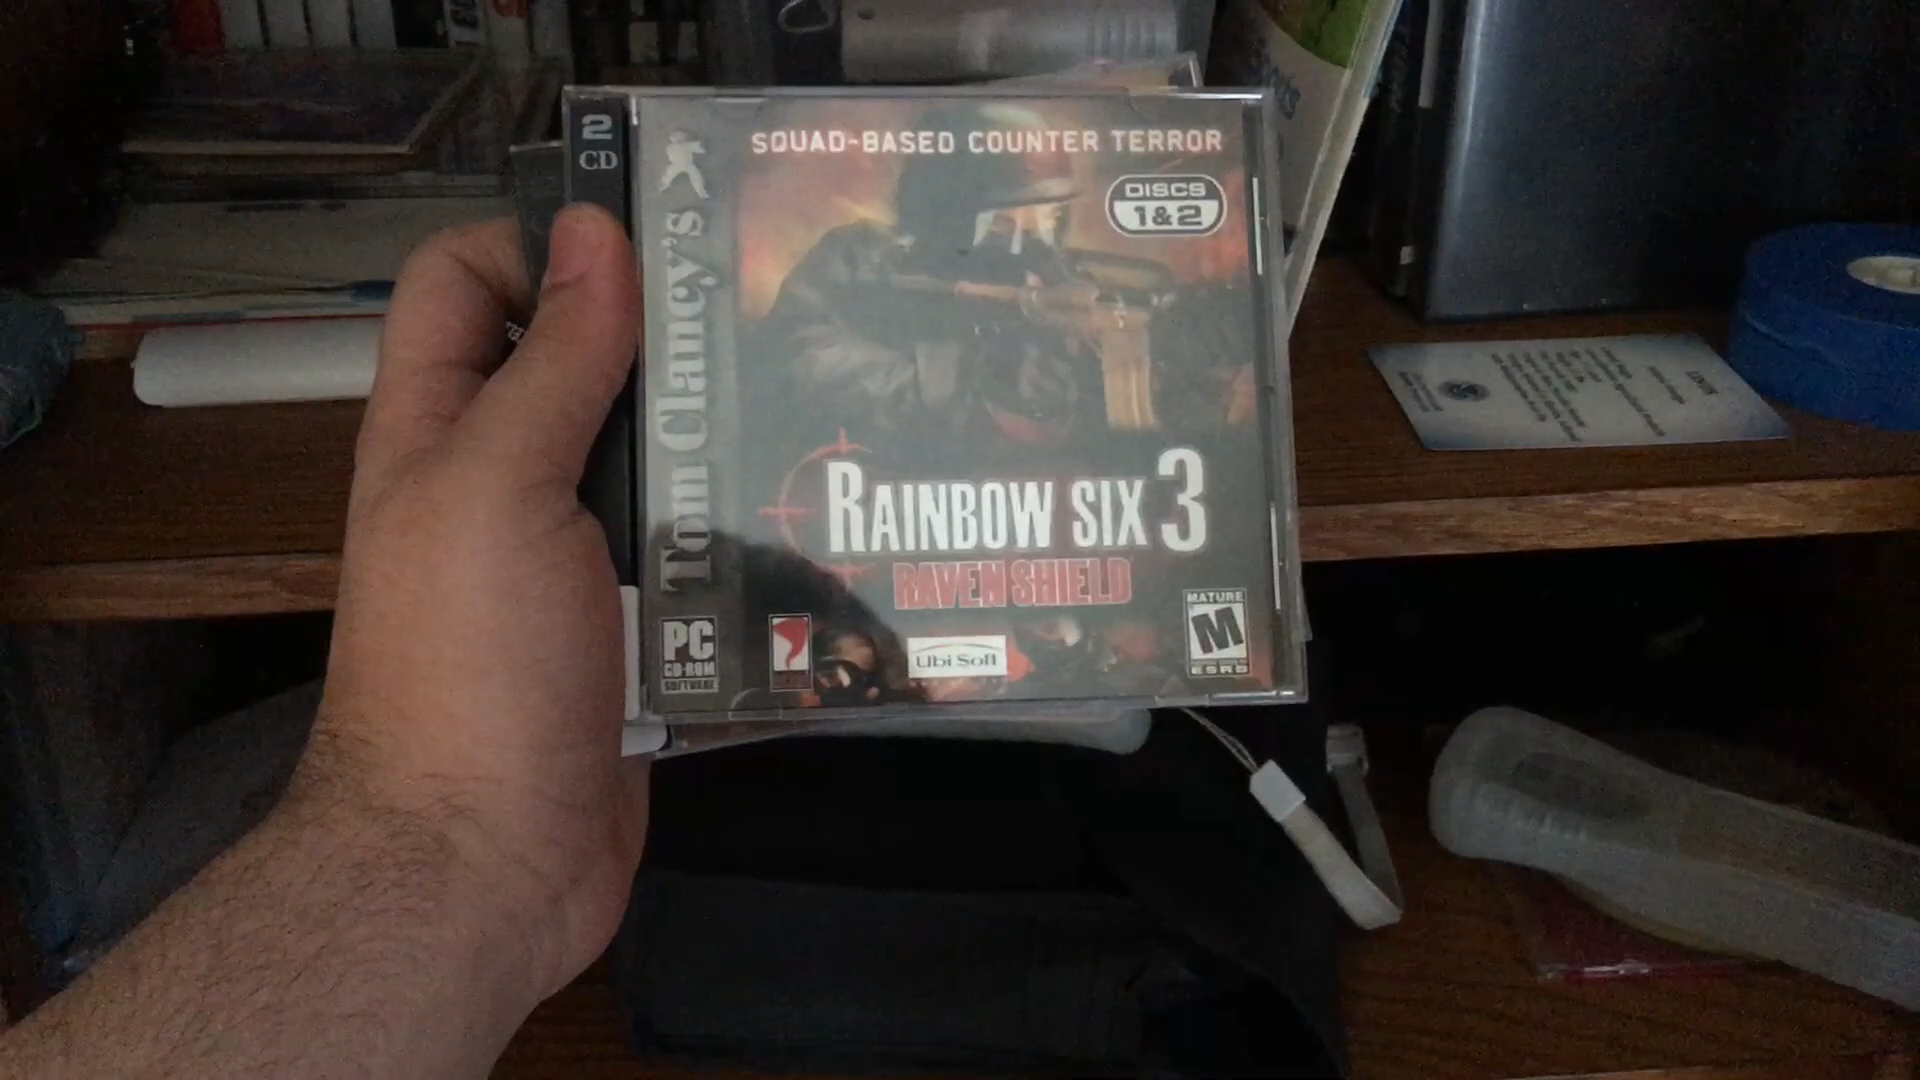 2
CD
SQUAD-BASED COUNTER TERROR
DISCS
1&2
Tom Clancy's
RAINBOW SIX 3
RAVEN SHIELD
PC
CD-ROM
SOFTWARE
Ubi Soft
MATURE
M
ESRB